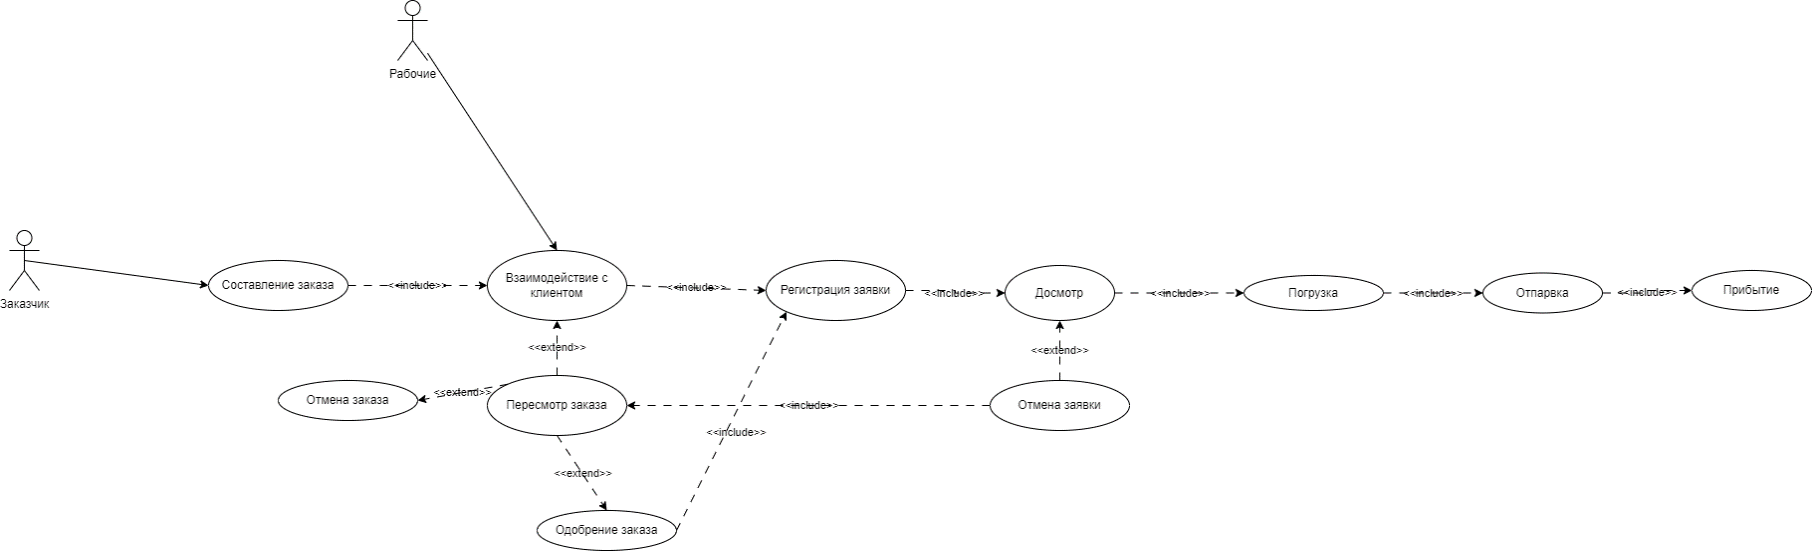 Рабочие
Заказчик
Составление заказа
<<include>>
Взаимодействие с
клиентом
<<include>>
Регистрация заявки
<<include>>
Досмотр
<<include>>
Погрузка
<<include>>
Отпарвка
<<include>>
Прибытие
<<extend>>
<<extend>>
Отмена заказа
<<extend>>
Пересмотр заказа
<<include>>
Отмена заявки
<<include>>
<<extend>>
Одобрение заказа